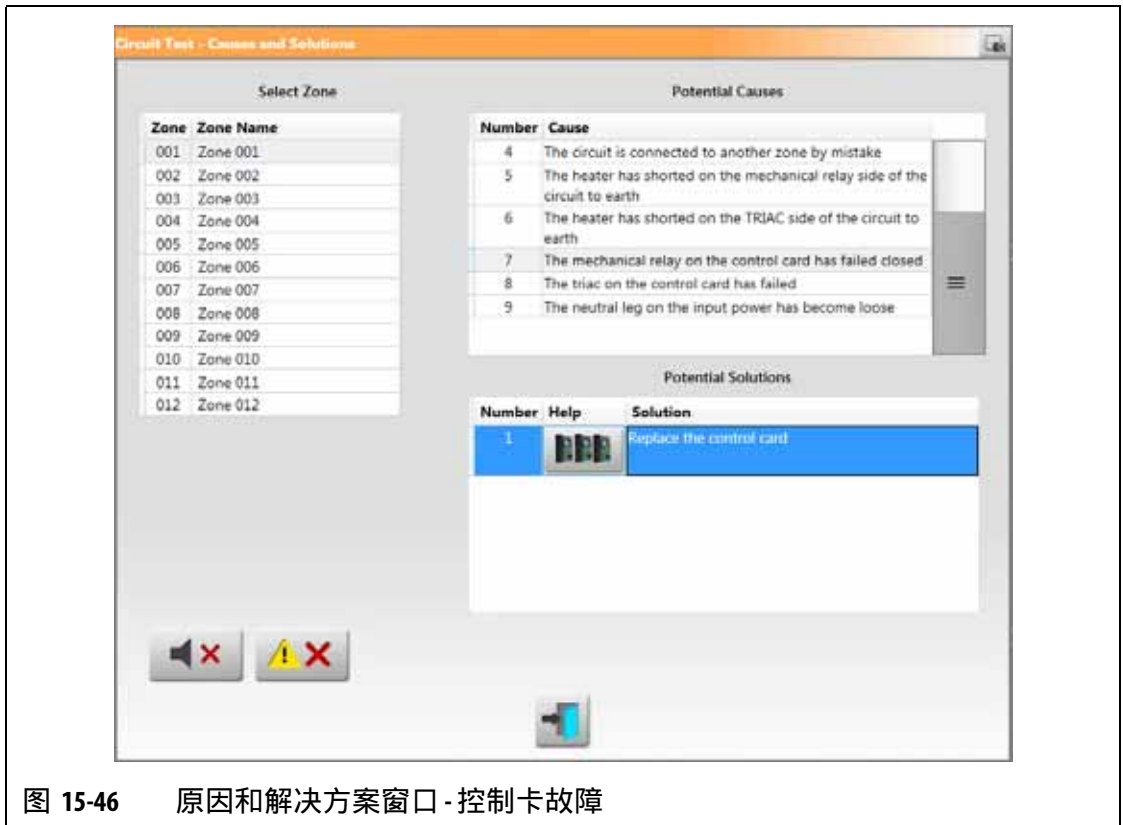 Circuit Test - Causes and Solutions
Select Zone
Zone Zone Name
001 Zone 001
002 Zone 002
003 Zone 003
004 Zone 004
005 Zone 005
006 Zone 006
007 Zone 007
008 Zone 008
009 Zone 009
010 Zone 010
011 Zone 011
012 Zone 012
Potential Causes
Number Cause
4 The circuit is connected to another zone by mistake
5 The heater has shorted on the mechanical relay side of the
circuit to earth
6 The heater has shorted on the TRIAC side of the circuit to
earth
7 The mechanical relay on the control card has failed closed
8 The triac on the control card has failed
9 The neutral leg on the input power has become loose
Potential Solutions
Number Help Solution
1 Replace the control card
图 15-46 原因和解决方案窗口 - 控制卡故障